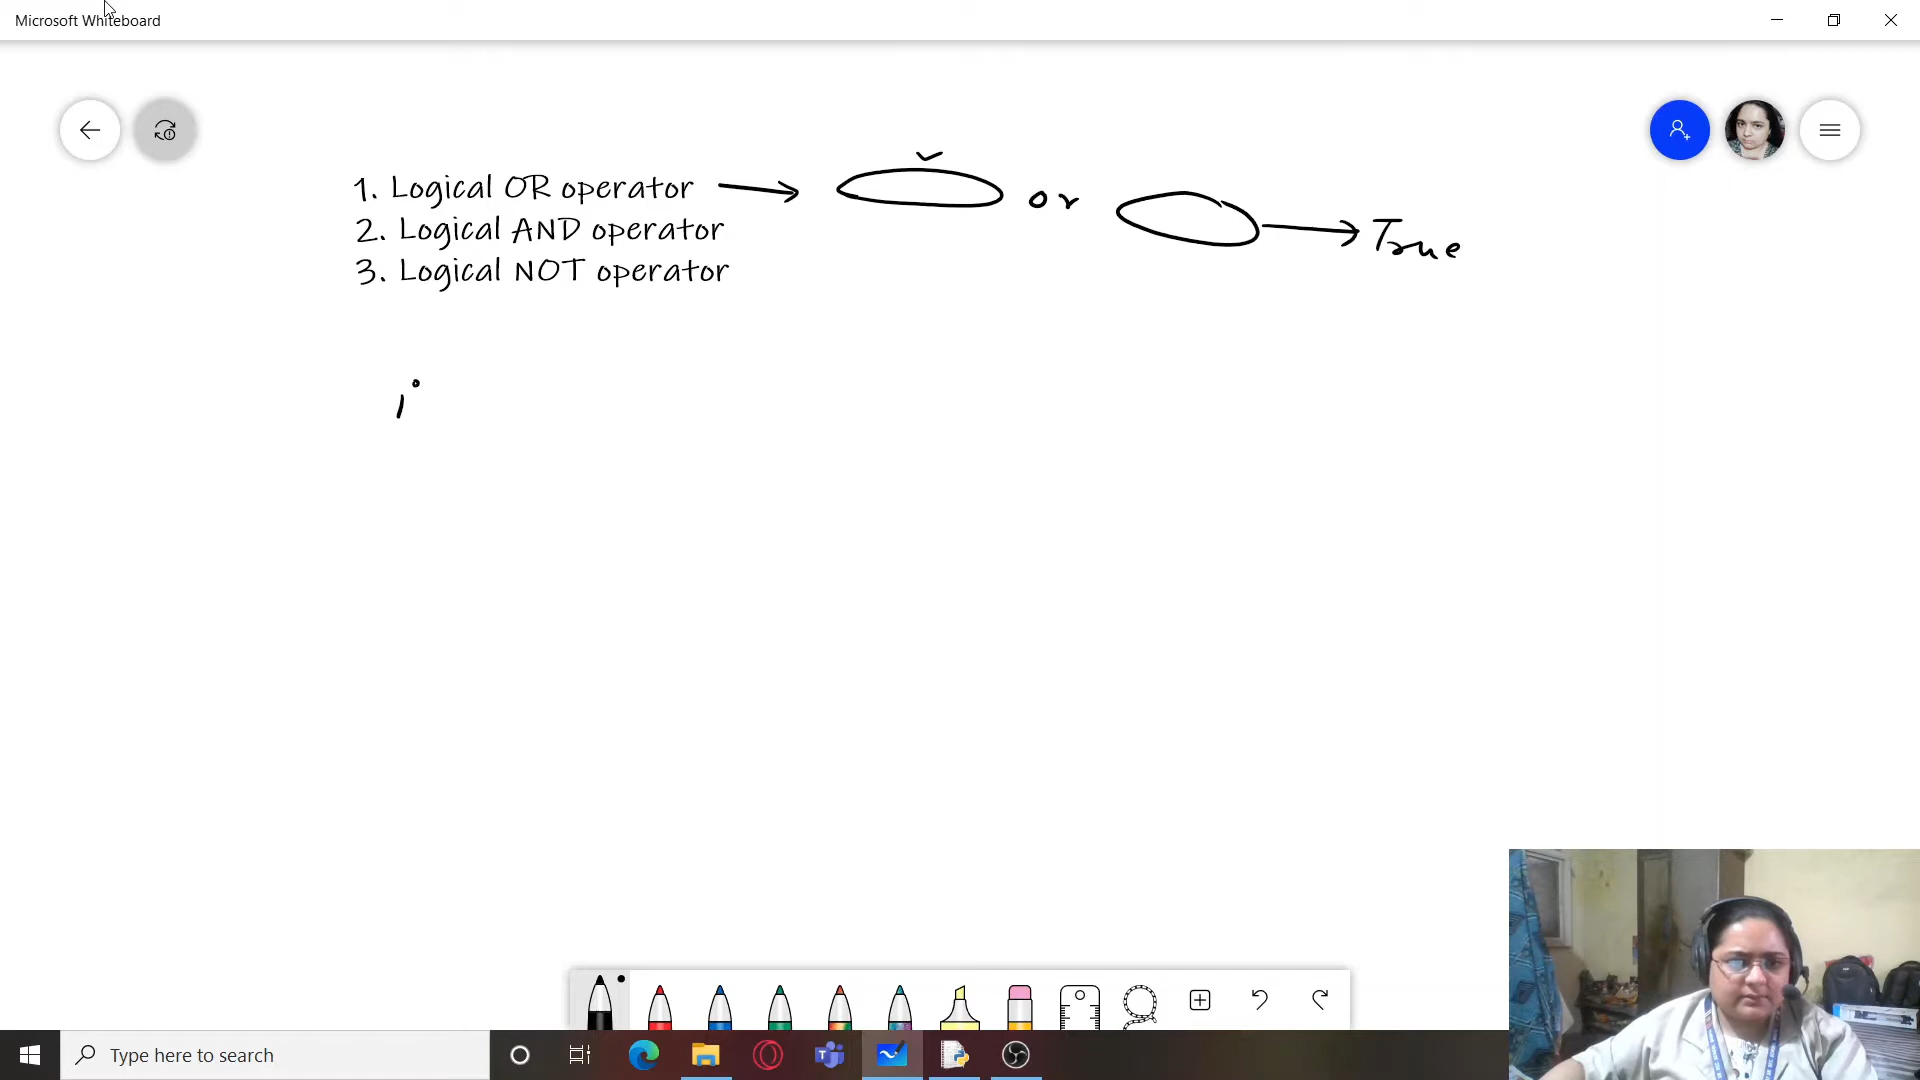 Microsoft Whiteboard
1. Logical OR operator
or
True
2. Logical AND operator
3. Logical NOT operator
i
Type here to search